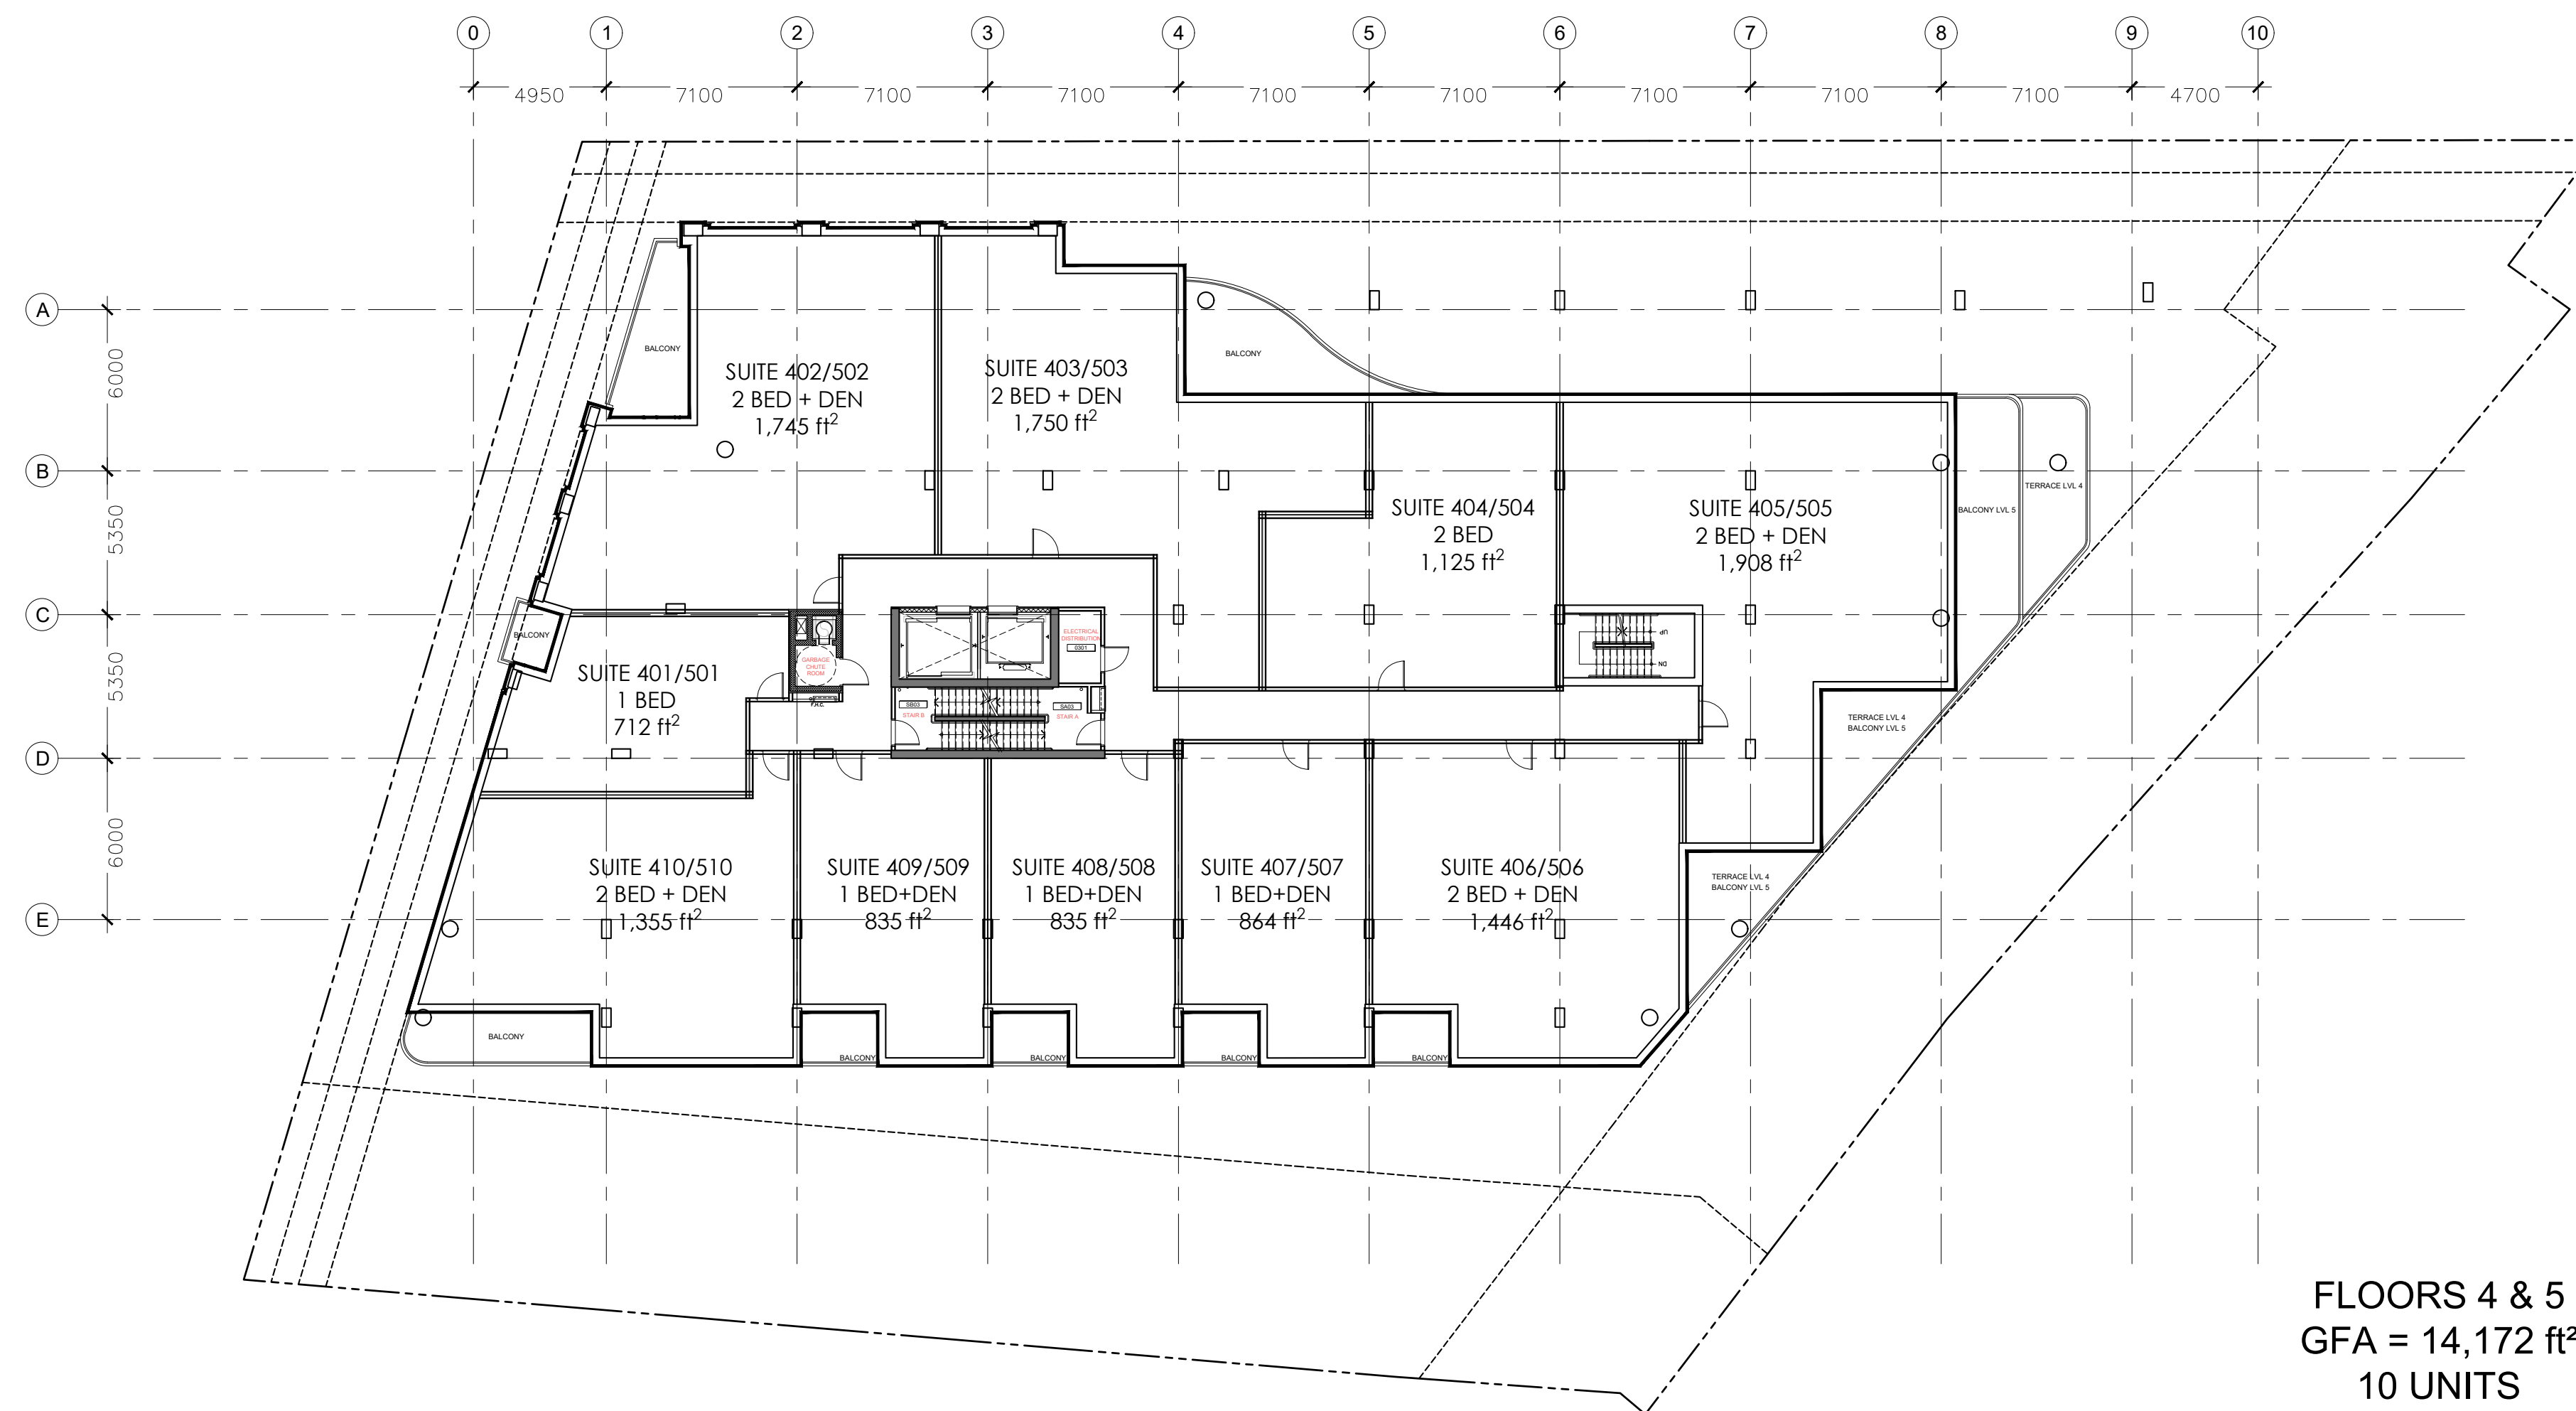 0 1 2 3 4 5 6 7 8 9 10
4950 7100 7100 7100 7100 7100 7100 7100 7100 4700
A
B
C
D
E
6000
5350
5350
6000
BALCONY
SUITE 402/502
2 BED + DEN
1,745 ft²
SUITE 403/503
2 BED + DEN
1,750 ft²
BALCONY
SUITE 404/504
2 BED
1,125 ft²
SUITE 405/505
2 BED + DEN
1,908 ft²
BALCONY LVL 5
TERRACE LVL 4
BALCONY
SUITE 401/501
1 BED
712 ft²
GARBAGE
CHUTE
ROOM
F.H.C.
ELECTRICAL
DISTRIBUTION
0301
SB03
STAIR B
SA03
STAIR A
UP
DN
TERRACE LVL 4
BALCONY LVL 5
TERRACE LVL 4
BALCONY LVL 5
SUITE 410/510
2 BED + DEN
1,355 ft²
SUITE 409/509
1 BED+DEN
835 ft²
SUITE 408/508
1 BED+DEN
835 ft²
SUITE 407/507
1 BED+DEN
864 ft²
SUITE 406/506
2 BED + DEN
1,446 ft²
BALCONY
BALCONY
BALCONY
BALCONY
BALCONY
FLOORS 4 & 5
GFA = 14,172 ft²
10 UNITS